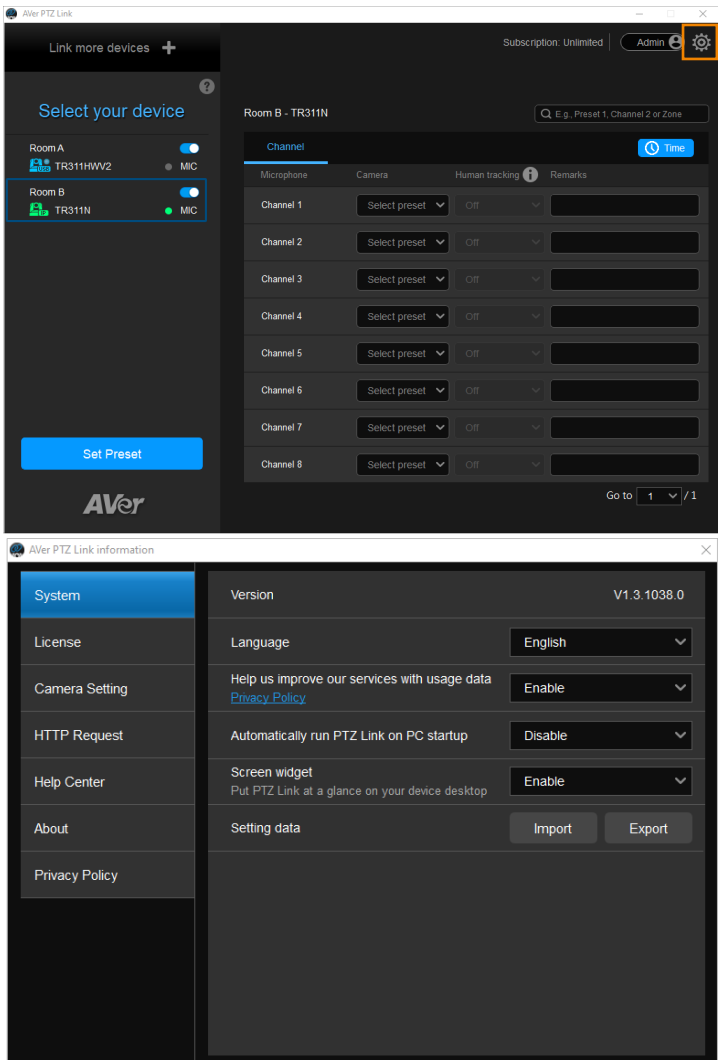 AVer PTZ Link
Link more devices +
Subscription: Unlimited
Admin
?
Select your device
Room A
TR311HWV2
MIC
Room B
TR311N
MIC
Set Preset
AVer
Room B - TR311N
E.g., Preset 1, Channel 2 or Zone
Channel
Time
Microphone Camera Human tracking i Remarks
Channel 1 Select preset Off
Channel 2 Select preset Off
Channel 3 Select preset Off
Channel 4 Select preset Off
Channel 5 Select preset Off
Channel 6 Select preset Off
Channel 7 Select preset Off
Channel 8 Select preset Off
Go to 1 / 1
AVer PTZ Link information
System
License
Camera Setting
HTTP Request
Help Center
About
Privacy Policy
Version V1.3.1038.0
Language English
Help us improve our services with usage data Enable
Privacy Policy
Automatically run PTZ Link on PC startup Disable
Screen widget Enable
Put PTZ Link at a glance on your device desktop
Setting data Import Export